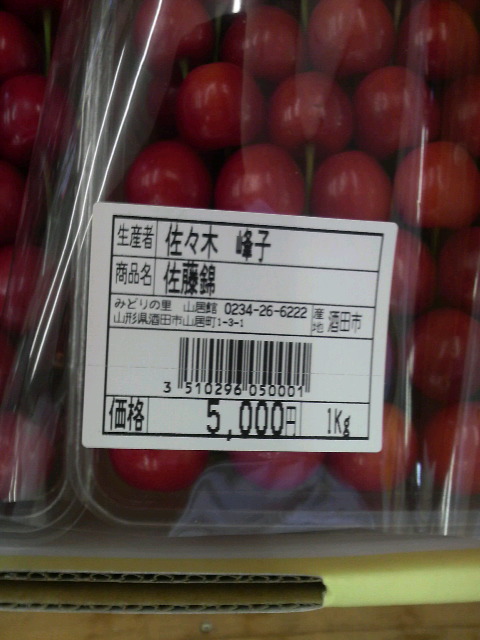 生産者 佐々木 峰子
商品名 佐藤錦
みどりの里 山居館 0234-26-6222
山形県酒田市山居町1-3-1
産地 酒田市
3 510296 050001
価格 5,000円 1Kg